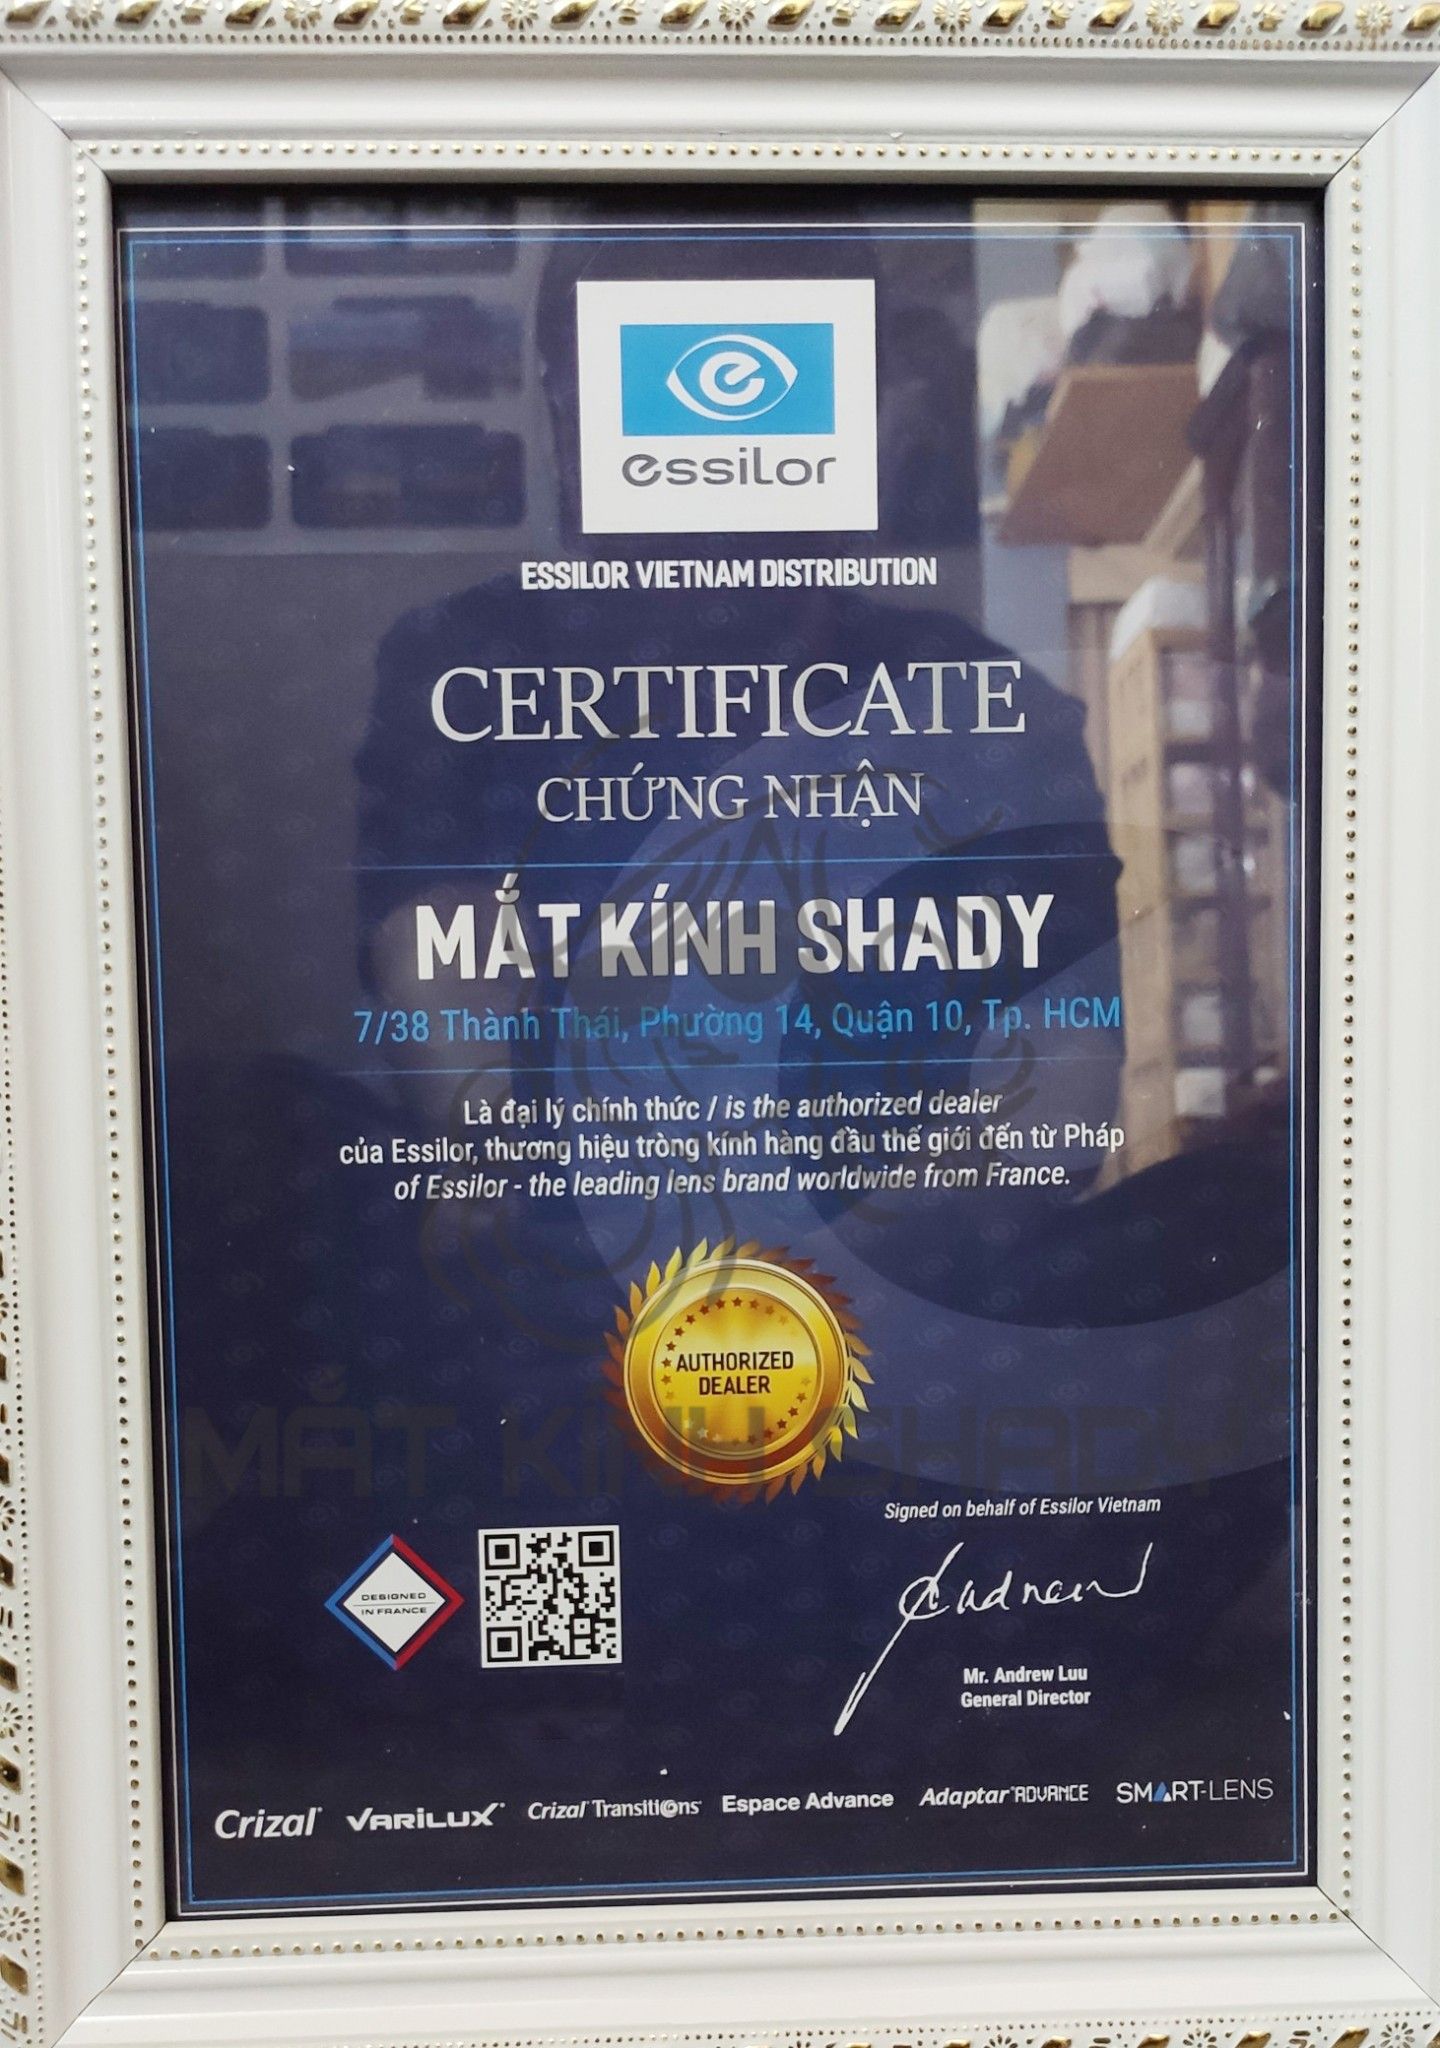 essilor
ESSILOR VIETNAM DISTRIBUTION
CERTIFICATE
CHỨNG NHẬN
MẮT KÍNH SHADY
7/38 Thành Thái, Phường 14, Quận 10, Tp. HCM
Là đại lý chính thức / is the authorized dealer
của Essilor, thương hiệu tròng kính hàng đầu thế giới đến từ Pháp
of Essilor - the leading lens brand worldwide from France.
AUTHORIZED
DEALER
MẮT KÍNH SHADY
Signed on behalf of Essilor Vietnam
DESIGNED
IN FRANCE
Mr. Andrew Luu
General Director
Crizal® VARILUX® Crizal® Transitions® Espace Advance Adaptar® ADVANCE SMART-LENS